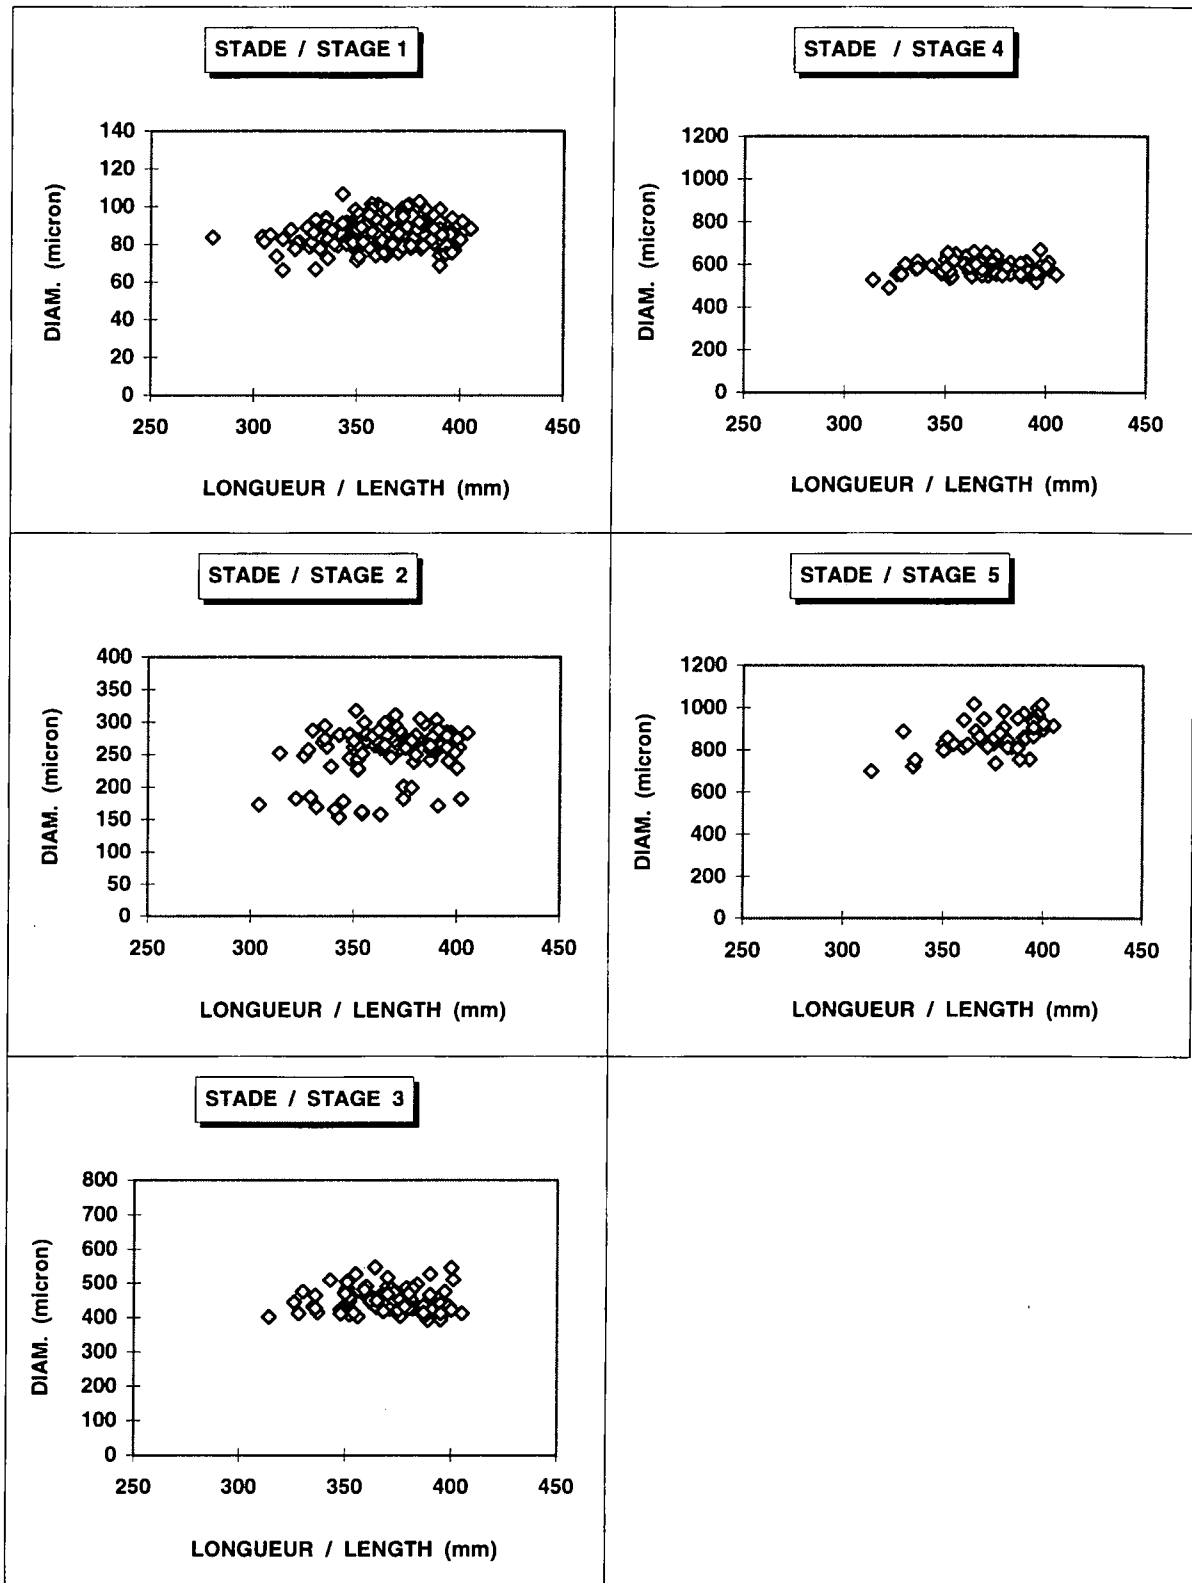 STADE / STAGE 1
140
120
100
80
60
40
20
0
DIAM. (micron)
250 300 350 400 450
LONGUEUR / LENGTH (mm)
STADE / STAGE 4
1200
1000
800
600
400
200
0
DIAM. (micron)
250 300 350 400 450
LONGUEUR / LENGTH (mm)
STADE / STAGE 2
400
350
300
250
200
150
100
50
0
DIAM. (micron)
250 300 350 400 450
LONGUEUR / LENGTH (mm)
STADE / STAGE 5
1200
1000
800
600
400
200
0
DIAM. (micron)
250 300 350 400 450
LONGUEUR / LENGTH (mm)
STADE / STAGE 3
800
700
600
500
400
300
200
100
0
DIAM. (micron)
250 300 350 400 450
LONGUEUR / LENGTH (mm)